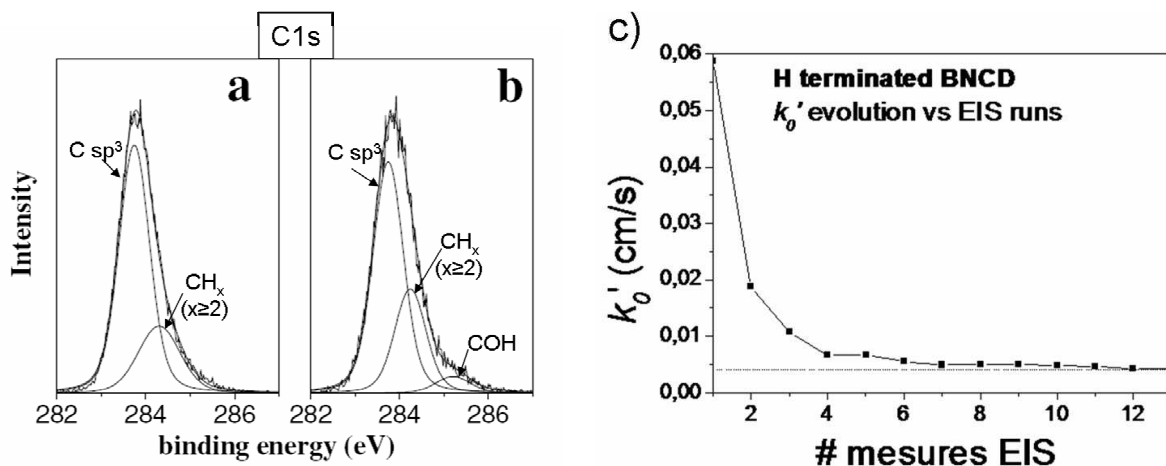 C1s
a
C sp³
CHₓ
(x≥2)
Intensity
282 284 286
b
C sp³
CHₓ
(x≥2)
COH
282 284 286
binding energy (eV)
c)
H terminated BNCD
k₀' evolution vs EIS runs
k₀' (cm/s)
0,06
0,05
0,04
0,03
0,02
0,01
0,00
2 4 6 8 10 12
# mesures EIS